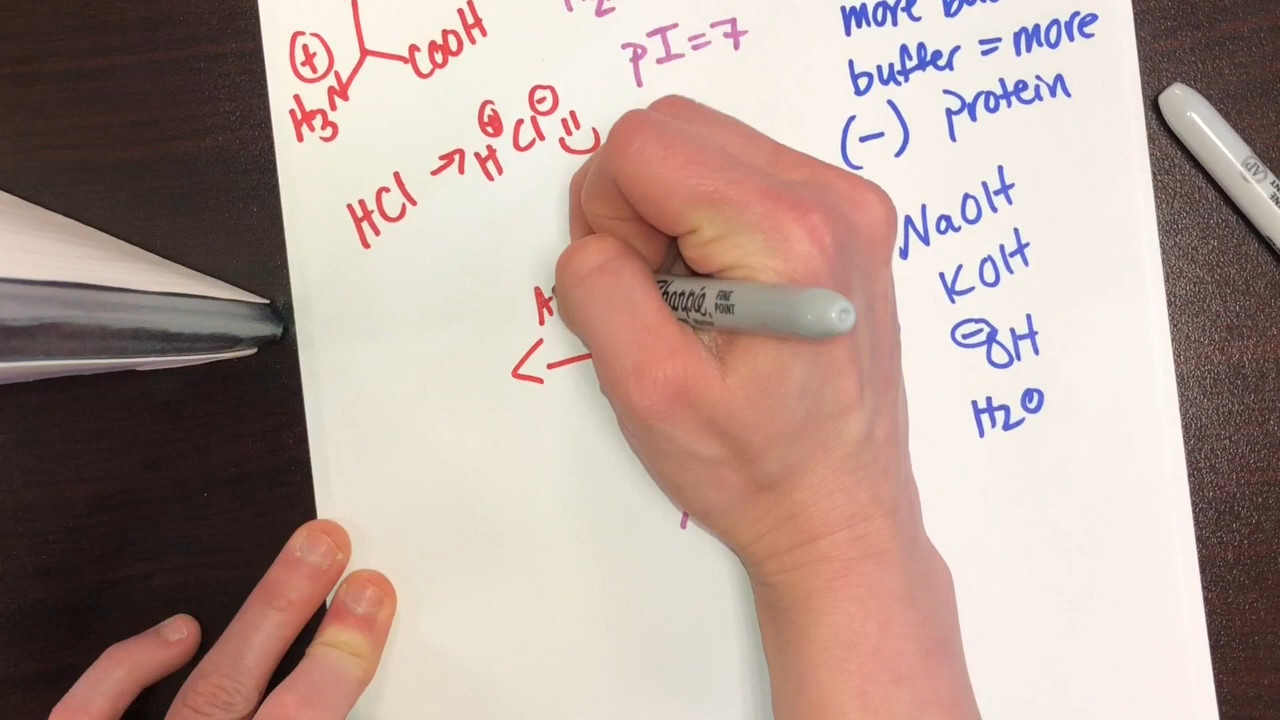 ⊕
H3N COOH
HCl → H⊕ Cl⊖
pI = 7
more
buffer = more
(-) protein
NaOH
KOH
⊖OH
H2O
Sharpie. FINE
POINT